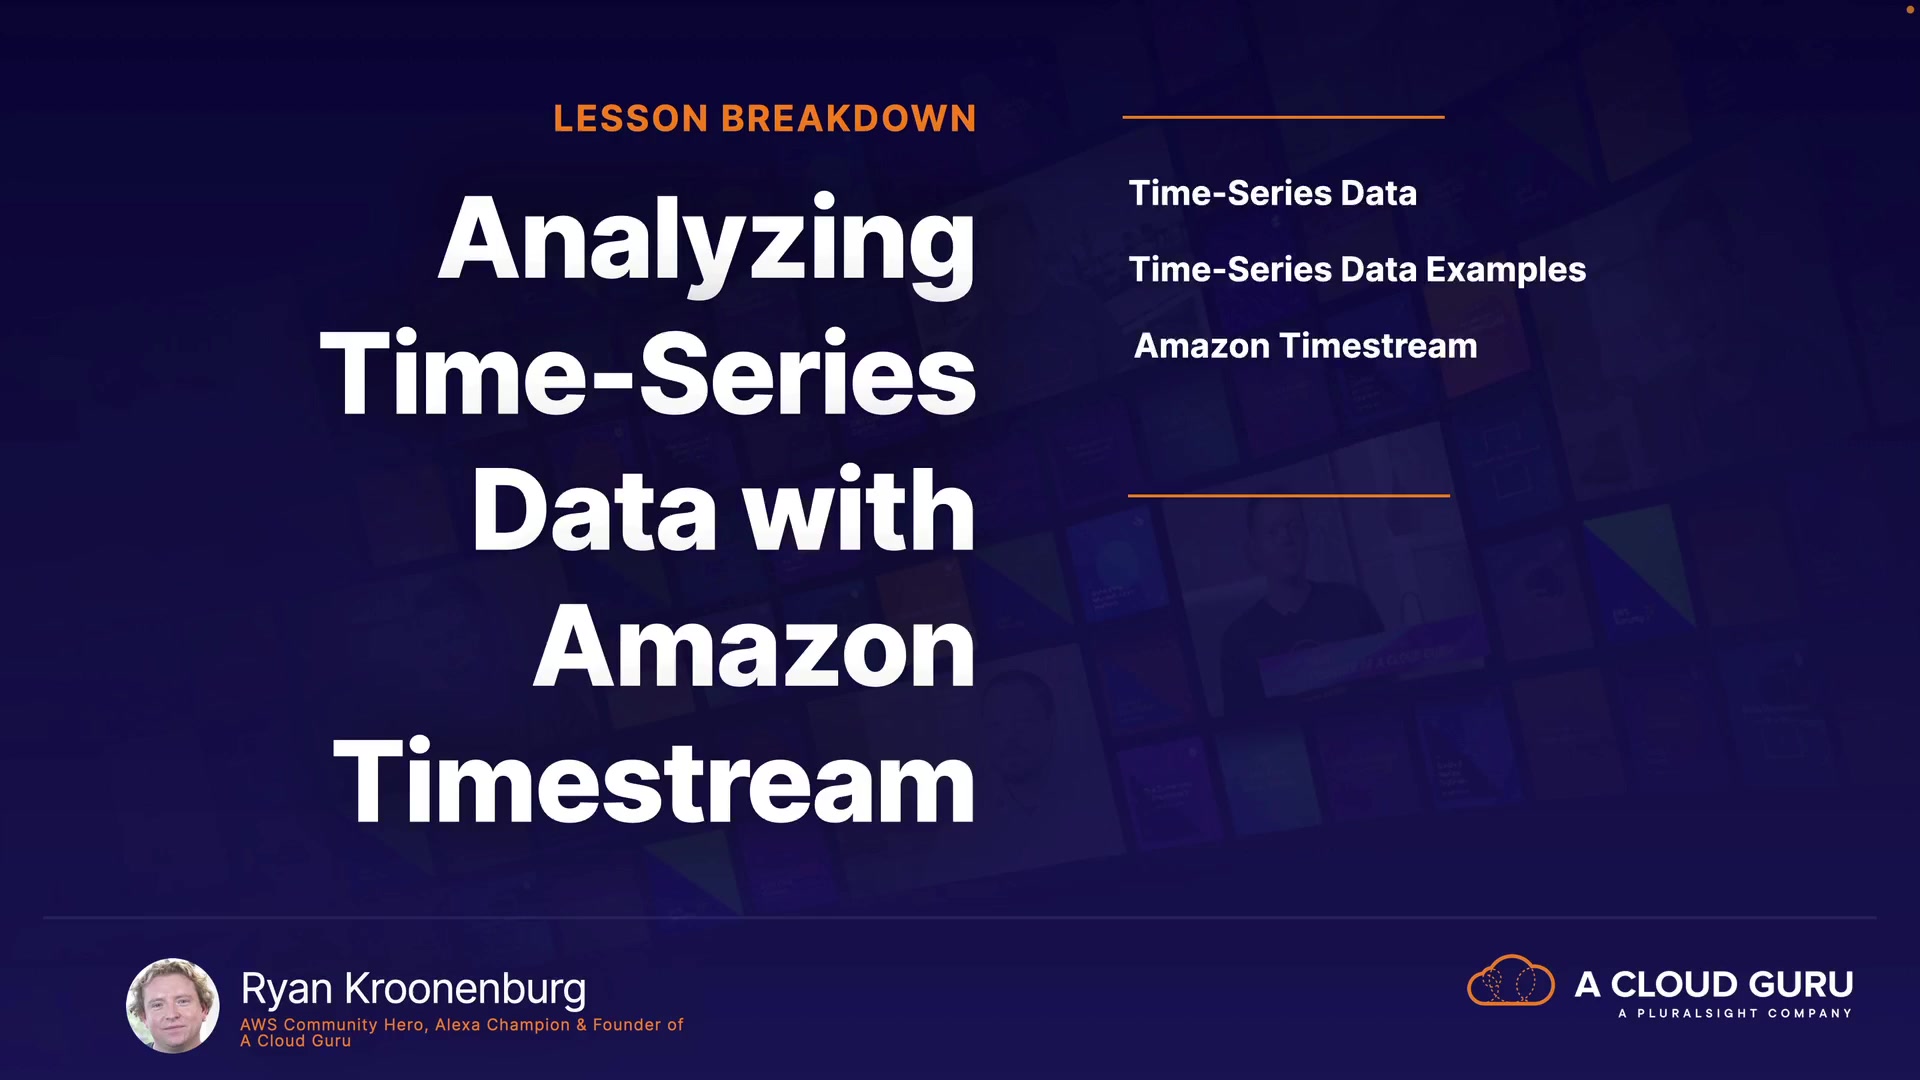 LESSON BREAKDOWN
Analyzing
Time-Series
Data with
Amazon
Timestream
Time-Series Data
Time-Series Data Examples
Amazon Timestream
Ryan Kroonenburg
AWS Community Hero, Alexa Champion & Founder of
A Cloud Guru
A CLOUD GURU
A PLURALSIGHT COMPANY